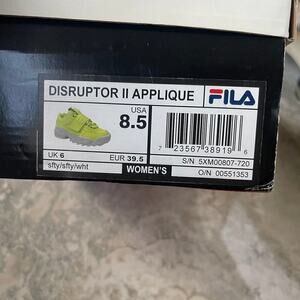 DISRUPTOR II APPLIQUE
FILA
USA
8.5
UK 6
EUR 39.5
sfty/sfty/wht
WOMEN'S
7 23567 38919 6
S/N 5XM00807-720
O/N 00551353